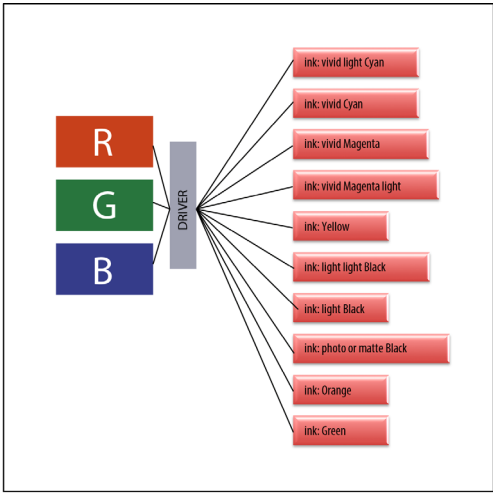 R
G
B
DRIVER
ink: vivid light Cyan
ink: vivid Cyan
ink: vivid Magenta
ink: vivid Magenta light
ink: Yellow
ink: light light Black
ink: light Black
ink: photo or matte Black
ink: Orange
ink: Green